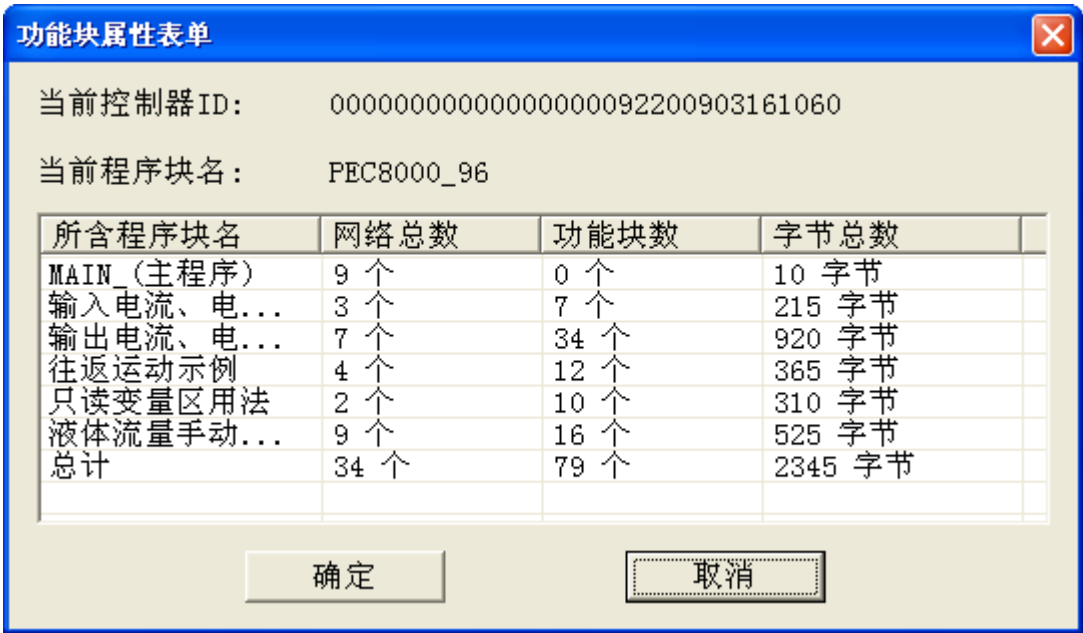 功能块属性表单
当前控制器ID: 00000000000000000922009031​61060
当前程序块名: PEC8000_96
所含程序块名 网络总数 功能块数 字节总数
MAIN_(主程序) 9 个 0 个 10 字节
输入电流、电... 3 个 7 个 215 字节
输出电流、电... 7 个 34 个 920 字节
往返运动示例 4 个 12 个 365 字节
只读变量区用法 2 个 10 个 310 字节
液体流量手动... 9 个 16 个 525 字节
总计 34 个 79 个 2345 字节
确定 取消